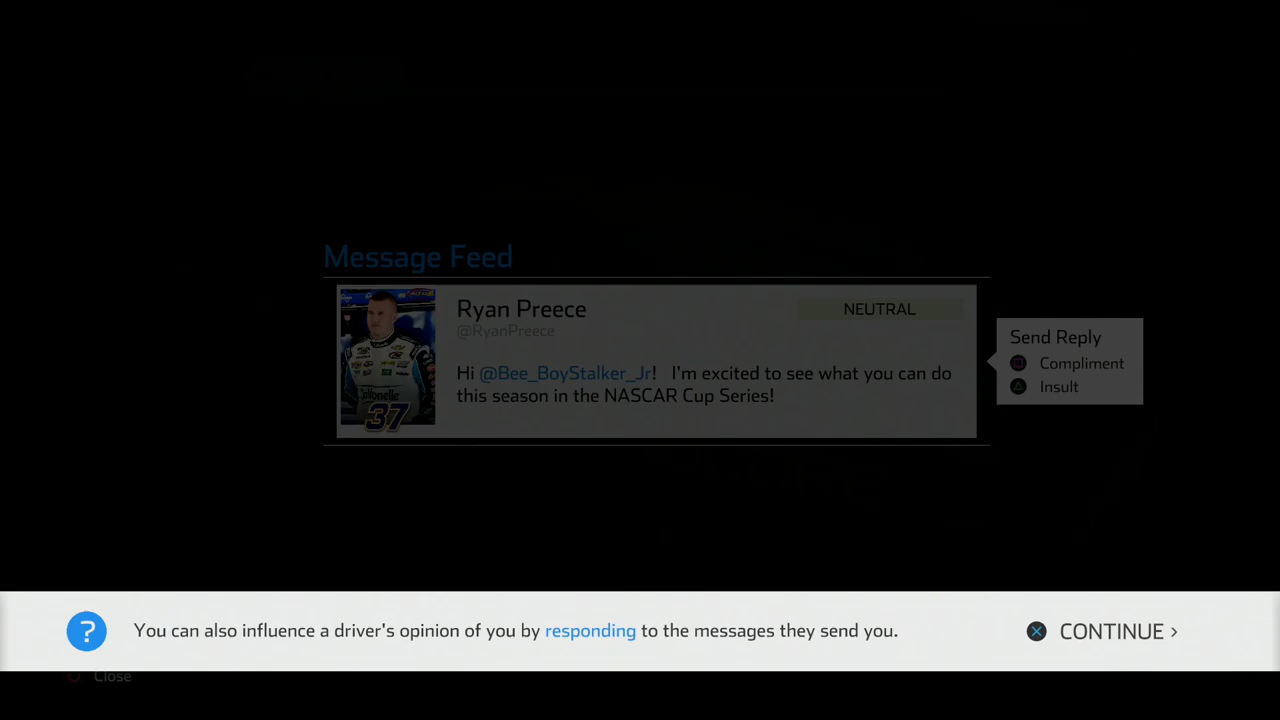 Message Feed
Ryan Preece
NEUTRAL
@RyanPreece
Hi @Bee_BoyStalker_Jr! I'm excited to see what you can do
this season in the NASCAR Cup Series!
37
Send Reply
Compliment
Insult
? You can also influence a driver's opinion of you by responding to the messages they send you.
CONTINUE >
Close